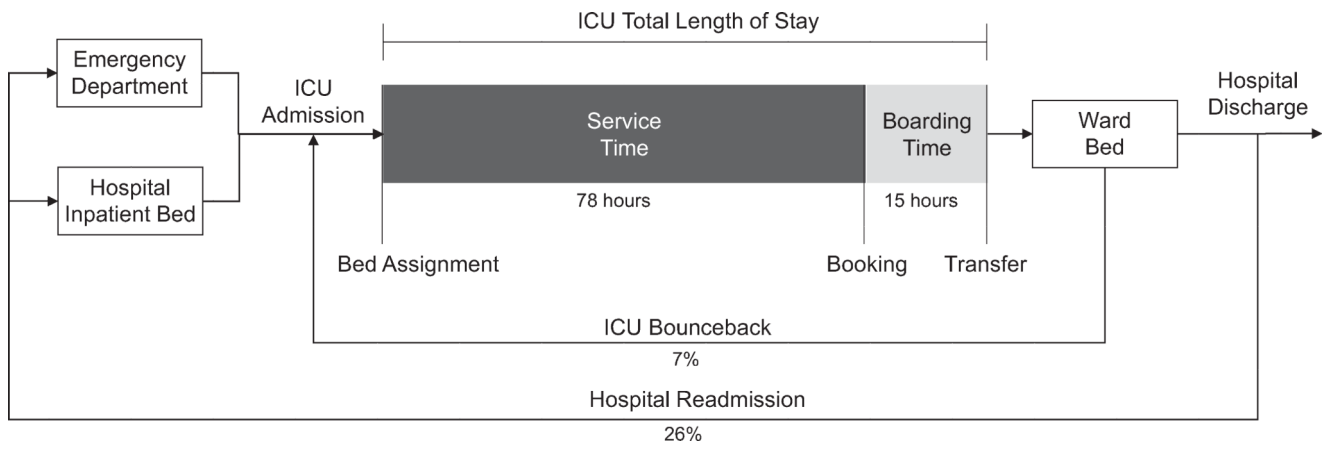 ICU Total Length of Stay
Emergency
Department
ICU
Admission
Service
Time
Boarding
Time
Ward
Bed
Hospital
Discharge
Hospital
Inpatient Bed
78 hours
15 hours
Bed Assignment
Booking
Transfer
ICU Bounceback
7%
Hospital Readmission
26%